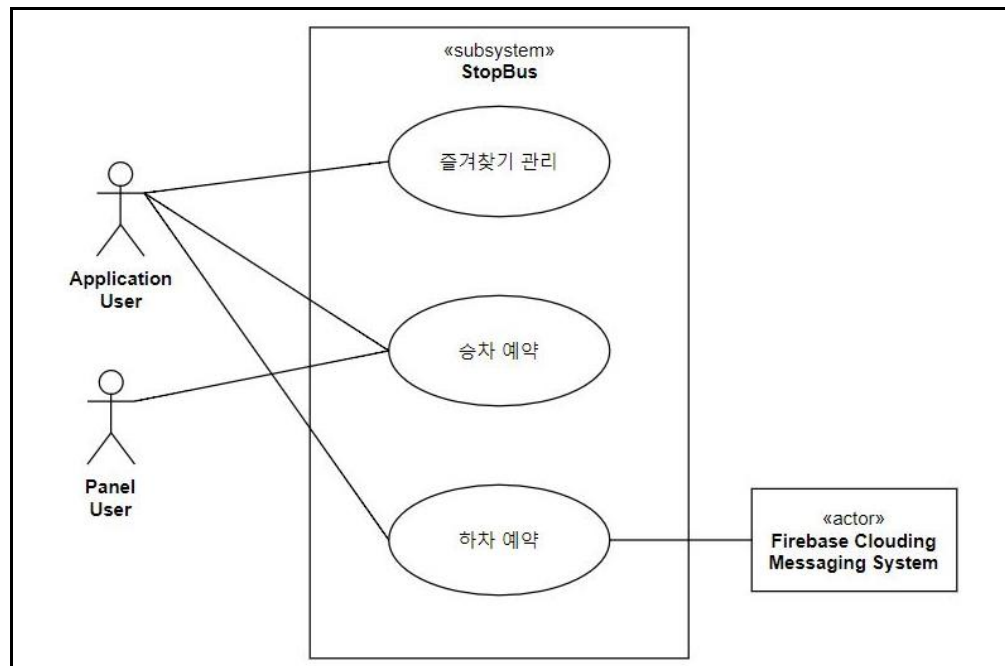 «subsystem»
StopBus
즐겨찾기 관리
Application
User
승차 예약
Panel
User
하차 예약
«actor»
Firebase Clouding
Messaging System